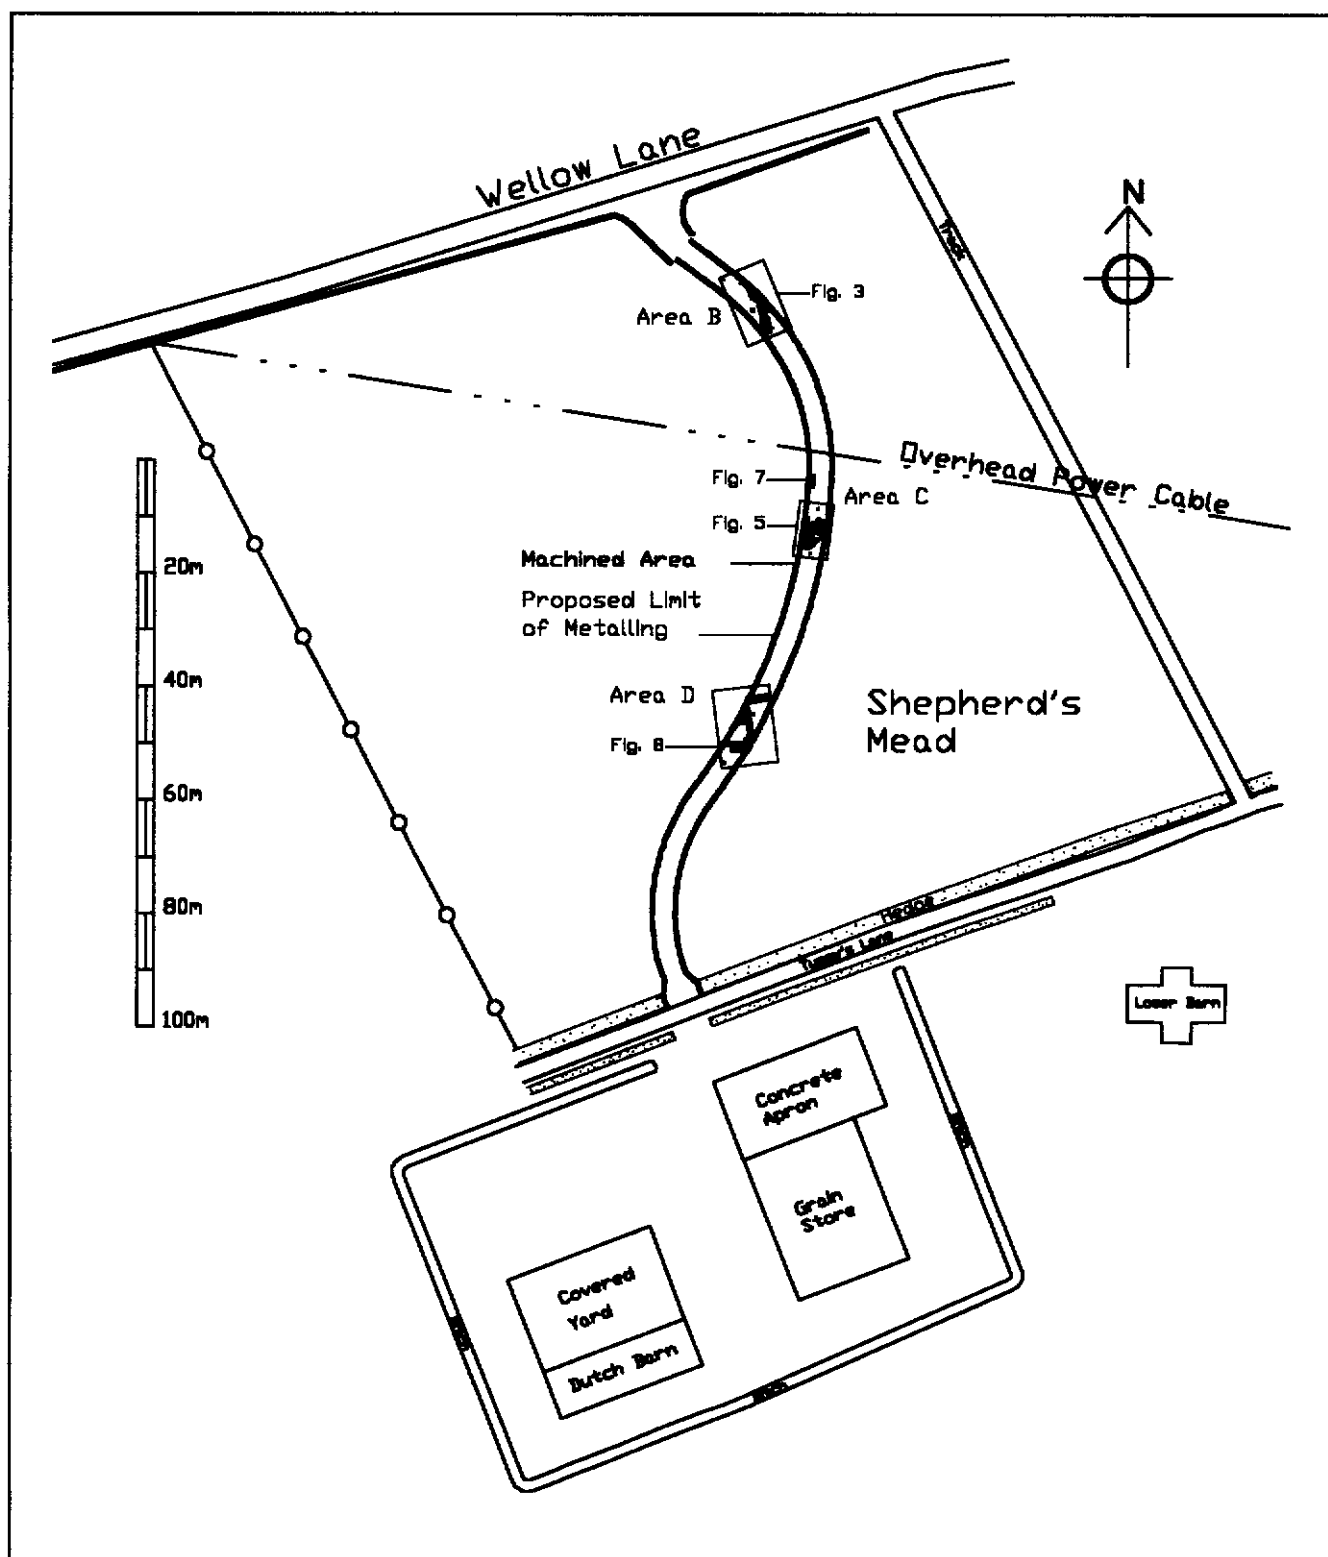 Wellow Lane
N
Track
Fig. 3
Area B
Overhead Power Cable
Fig. 7
Area C
Fig. 5
Machined Area
20m
Proposed Limit
of Metalling
40m
Area D
Shepherd's
Mead
Fig. 8
60m
80m
Hedge
Lane
Lower Barn
100m
Concrete
Apron
Grain
Store
Covered
Yard
Dutch Barn